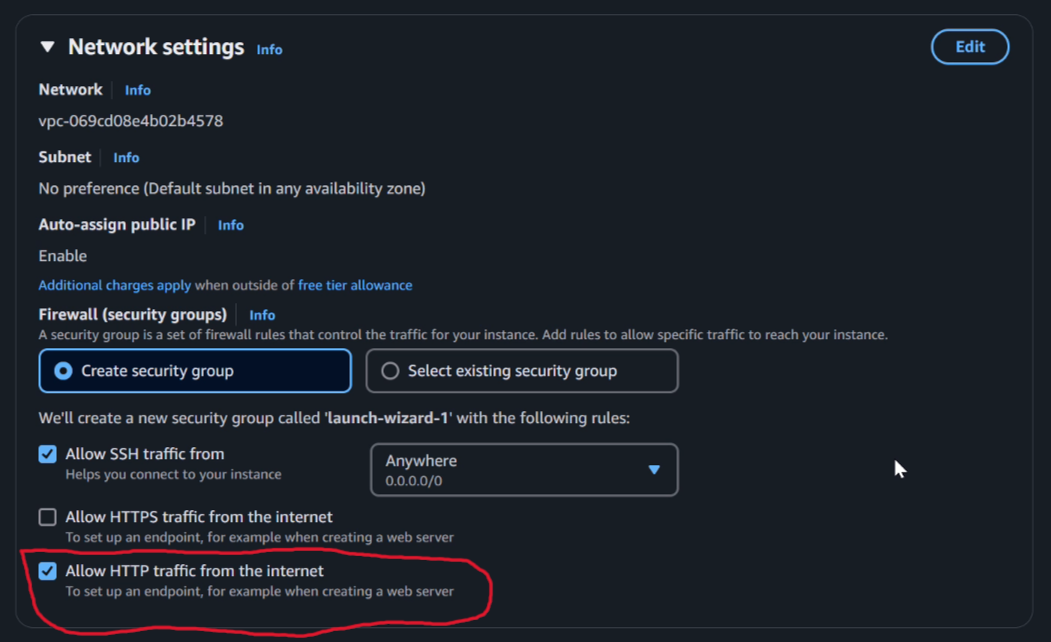 Network settings Info
Edit
Network Info
vpc-069cd08e4b02b4578
Subnet Info
No preference (Default subnet in any availability zone)
Auto-assign public IP Info
Enable
Additional charges apply when outside of free tier allowance
Firewall (security groups) Info
A security group is a set of firewall rules that control the traffic for your instance. Add rules to allow specific traffic to reach your instance.
Create security group
Select existing security group
We'll create a new security group called 'launch-wizard-1' with the following rules:
Allow SSH traffic from
Helps you connect to your instance
Anywhere
0.0.0.0/0
Allow HTTPS traffic from the internet
To set up an endpoint, for example when creating a web server
Allow HTTP traffic from the internet
To set up an endpoint, for example when creating a web server